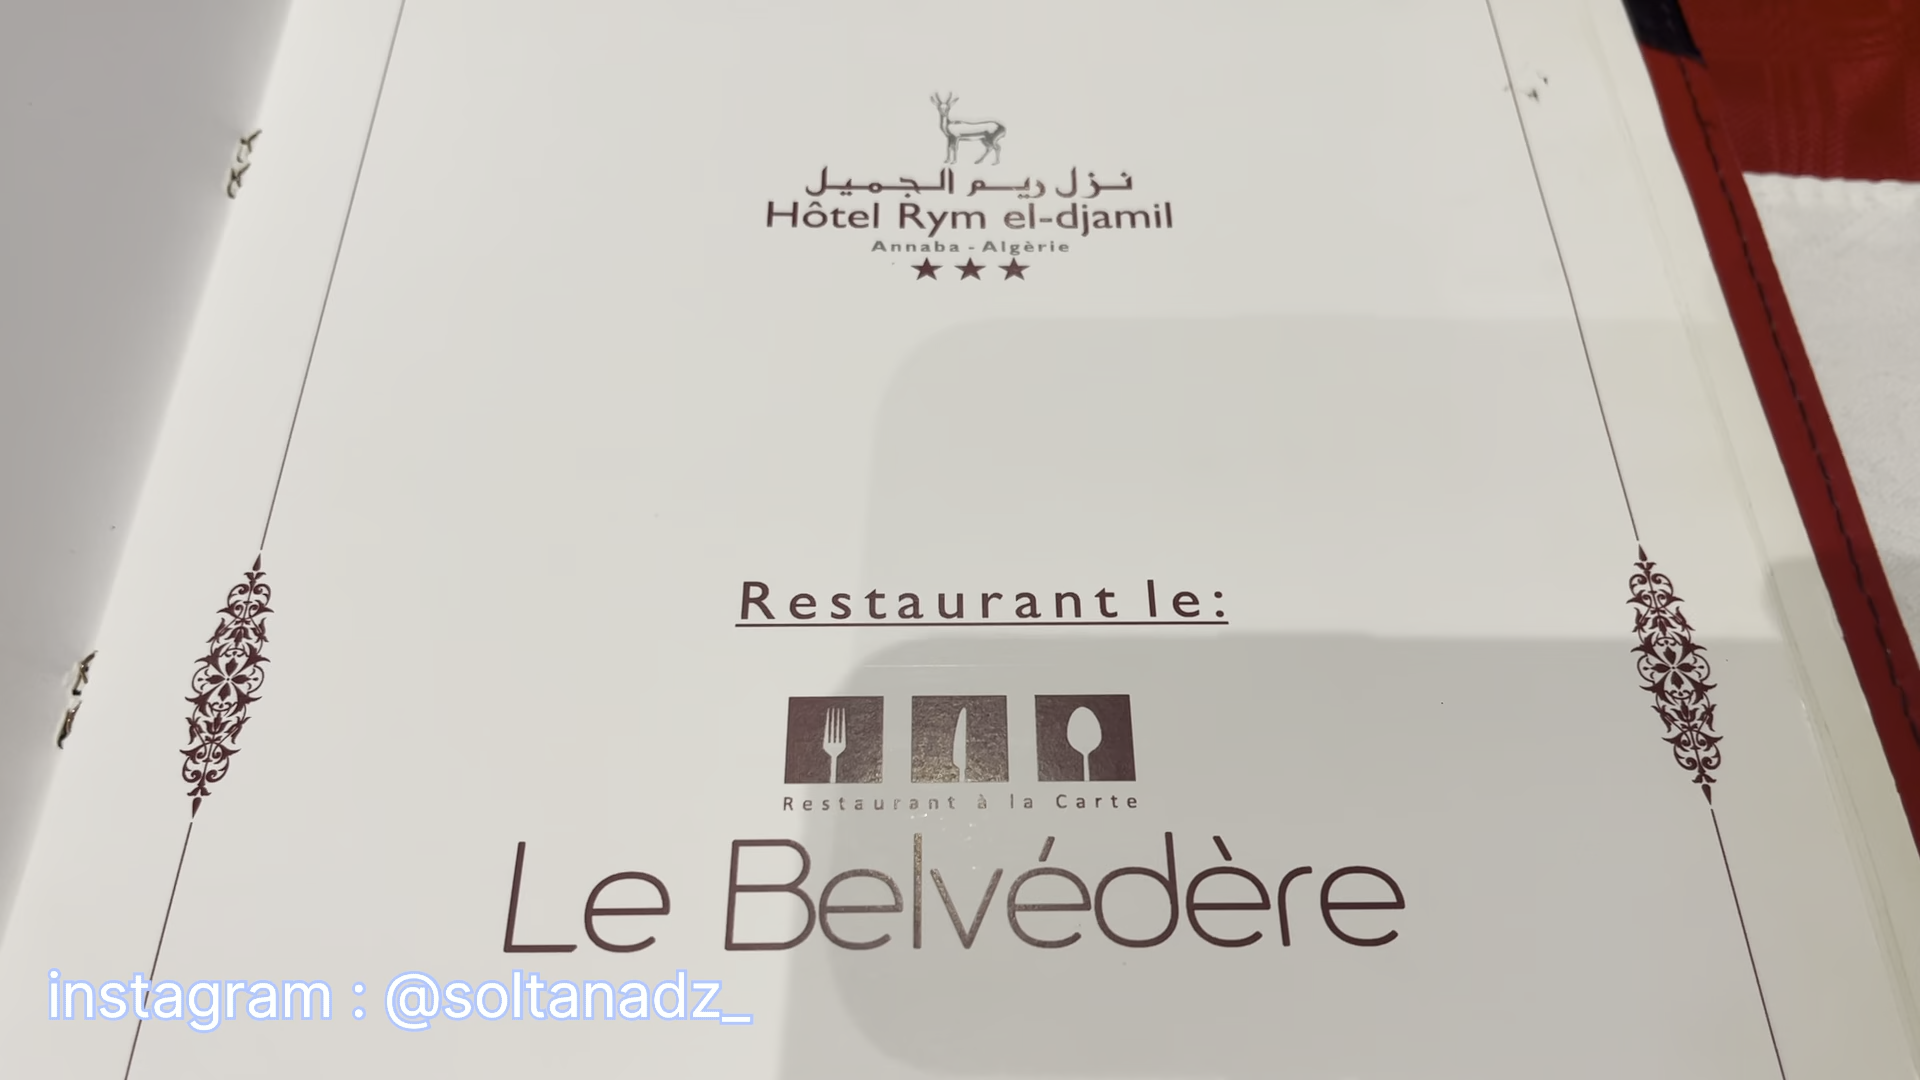 نزل ريم الجميل
Hôtel Rym el-djamil
Annaba - Algèrie
Restaurant le:
Restaurant à la Carte
Le Belvédère
instagram : @soltanadz_